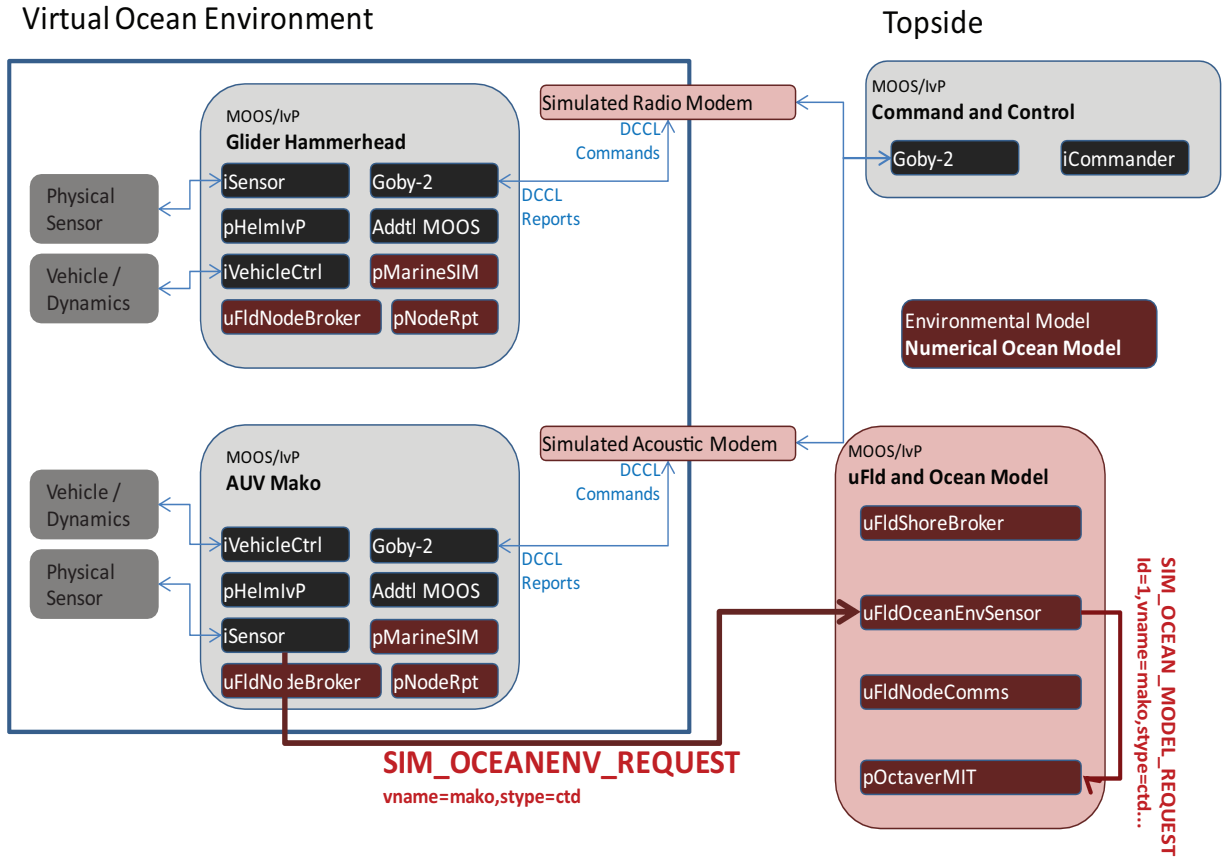 Virtual Ocean Environment
Topside
MOOS/IvP
Glider Hammerhead
iSensor
Goby-2
pHelmIvP
Addtl MOOS
iVehicleCtrl
pMarineSIM
uFldNodeBroker
pNodeRpt
Physical
Sensor
Vehicle /
Dynamics
Simulated Radio Modem
DCCL
Commands
DCCL
Reports
MOOS/IvP
Command and Control
Goby-2
iCommander
Environmental Model
Numerical Ocean Model
MOOS/IvP
AUV Mako
iVehicleCtrl
Goby-2
pHelmIvP
Addtl MOOS
iSensor
pMarineSIM
uFldNodeBroker
pNodeRpt
Vehicle /
Dynamics
Physical
Sensor
Simulated Acoustic Modem
DCCL
Commands
DCCL
Reports
MOOS/IvP
uFld and Ocean Model
uFldShoreBroker
uFldOceanEnvSensor
uFldNodeComms
pOctaverMIT
SIM_OCEAN_MODEL_REQUEST
Id=1,vname=mako,stype=ctd...
SIM_OCEANENV_REQUEST
vname=mako,stype=ctd